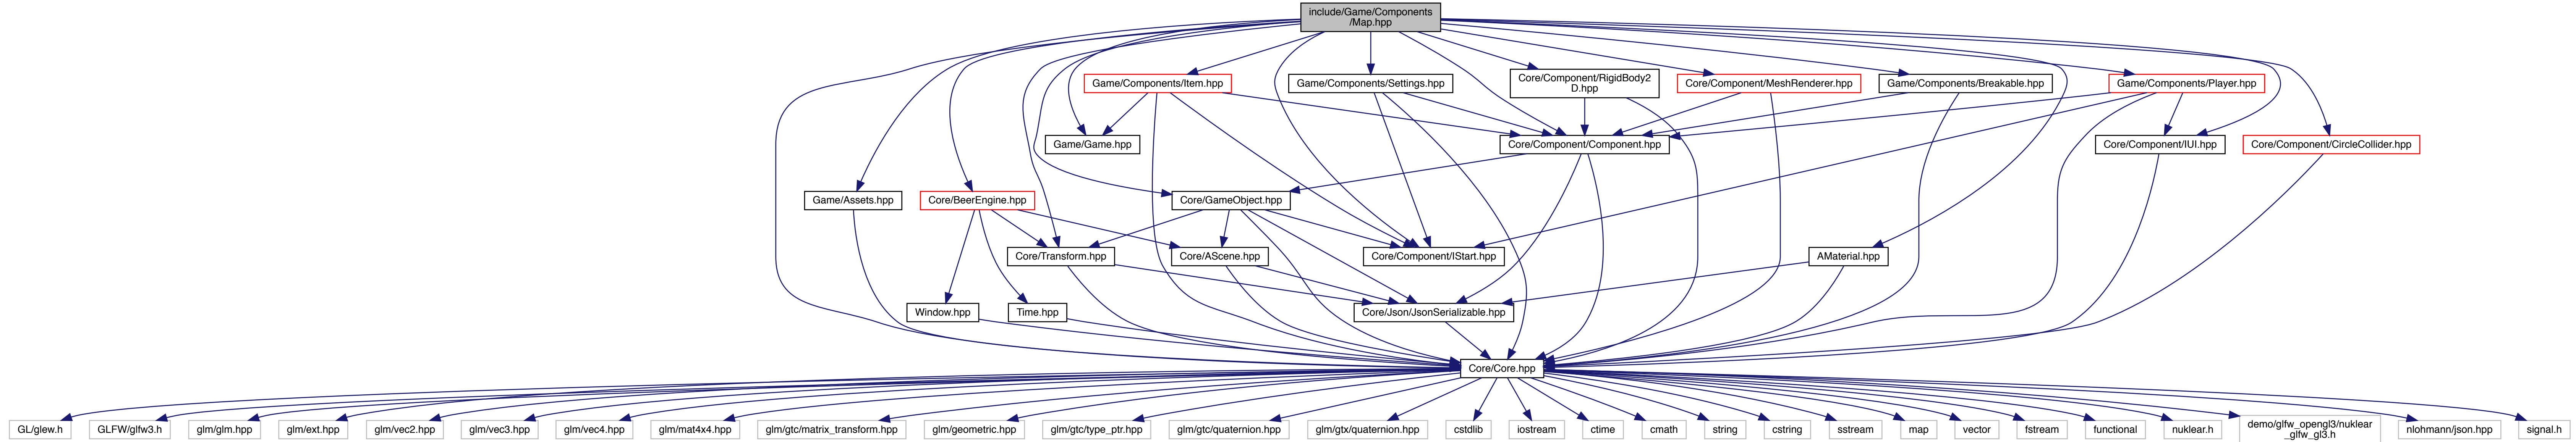 include/Game/Components
/Map.hpp
Game/Components/Item.hpp
Game/Components/Settings.hpp
Core/Component/RigidBody2
D.hpp
Core/Component/MeshRenderer.hpp
Game/Components/Breakable.hpp
Game/Components/Player.hpp
Game/Game.hpp
Core/Component/Component.hpp
Core/Component/IUI.hpp
Core/Component/CircleCollider.hpp
Game/Assets.hpp
Core/BeerEngine.hpp
Core/GameObject.hpp
Core/Transform.hpp
Core/AScene.hpp
Core/Component/IStart.hpp
AMaterial.hpp
Window.hpp
Time.hpp
Core/Json/JsonSerializable.hpp
Core/Core.hpp
GL/glew.h
GLFW/glfw3.h
glm/glm.hpp
glm/ext.hpp
glm/vec2.hpp
glm/vec3.hpp
glm/vec4.hpp
glm/mat4x4.hpp
glm/gtc/matrix_transform.hpp
glm/geometric.hpp
glm/gtc/type_ptr.hpp
glm/gtc/quaternion.hpp
glm/gtx/quaternion.hpp
cstdlib
iostream
ctime
cmath
string
cstring
sstream
map
vector
fstream
functional
nuklear.h
demo/glfw_opengl3/nuklear
_glfw_gl3.h
nlohmann/json.hpp
signal.h